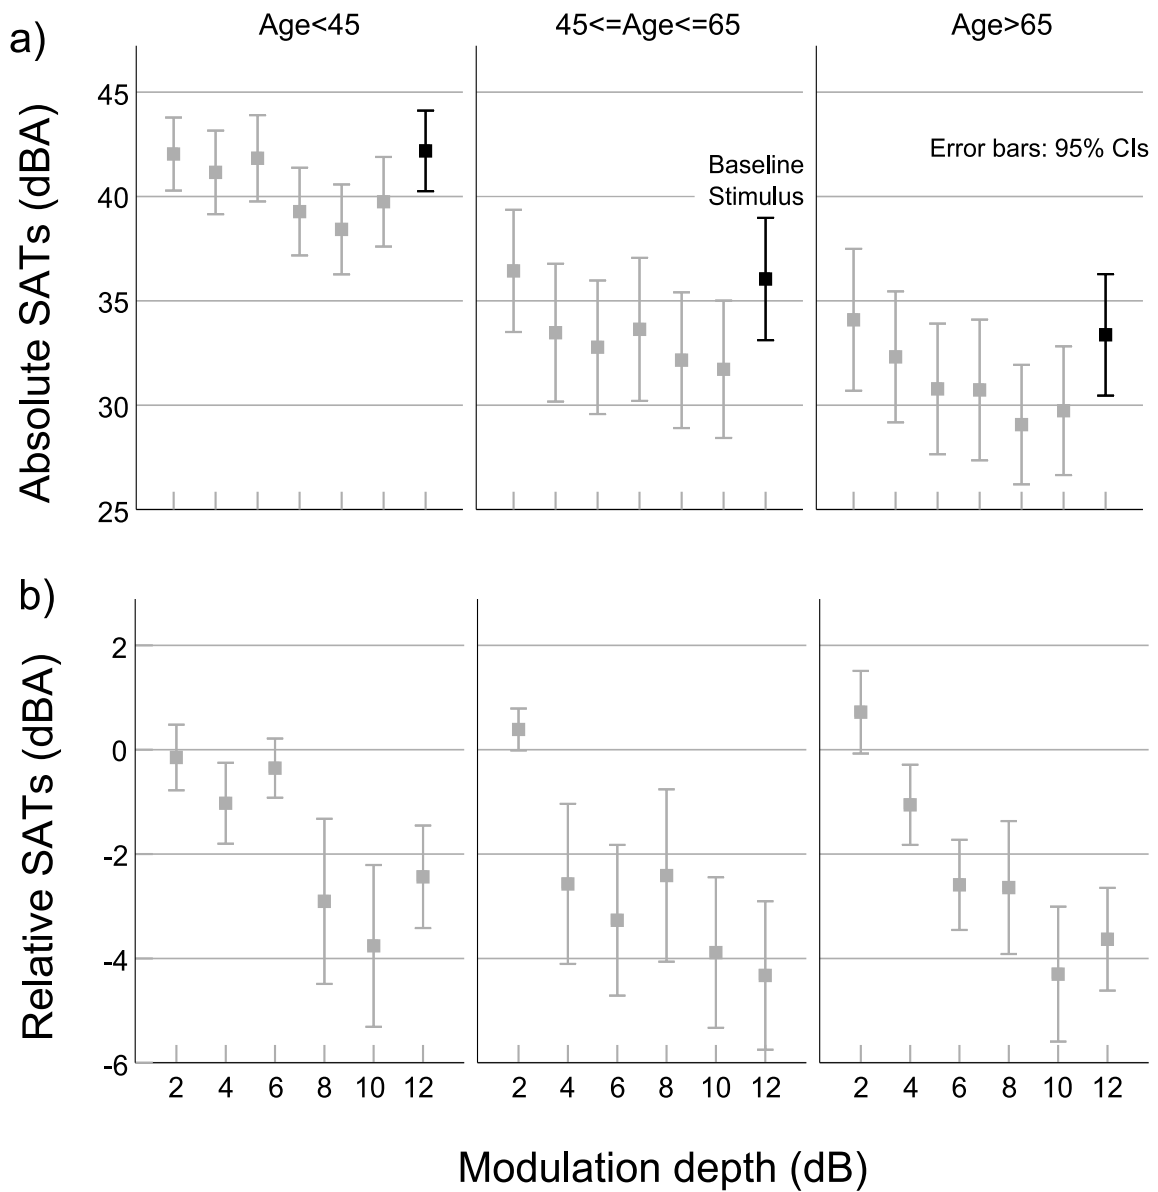 a)
Age<45
45<=Age<=65
Age>65
Absolute SATs (dBA)
45
40
35
30
25
Baseline
Stimulus
Error bars: 95% CIs
b)
Relative SATs (dBA)
2
0
-2
-4
-6
2 4 6 8 10 12
2 4 6 8 10 12
2 4 6 8 10 12
Modulation depth (dB)